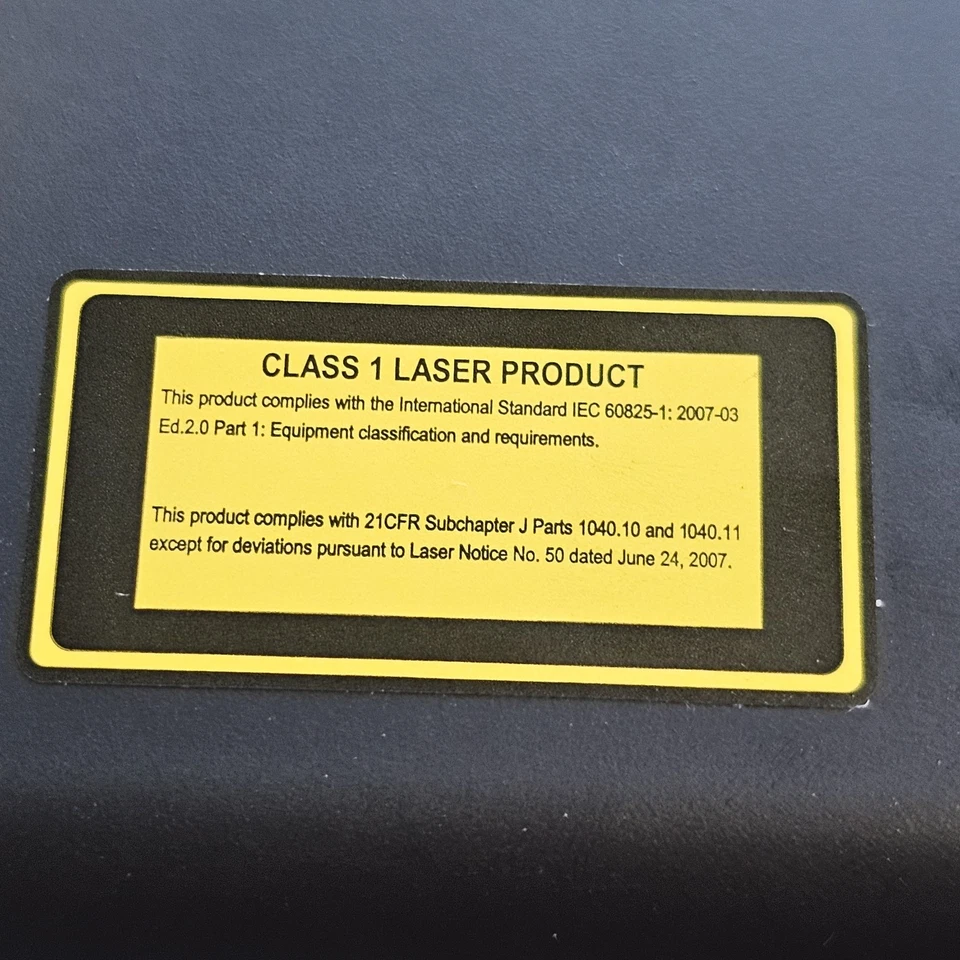 CLASS 1 LASER PRODUCT
This product complies with the International Standard IEC 60825-1: 2007-03
Ed.2.0 Part 1: Equipment classification and requirements.
This product complies with 21CFR Subchapter J Parts 1040.10 and 1040.11
except for deviations pursuant to Laser Notice No. 50 dated June 24, 2007.